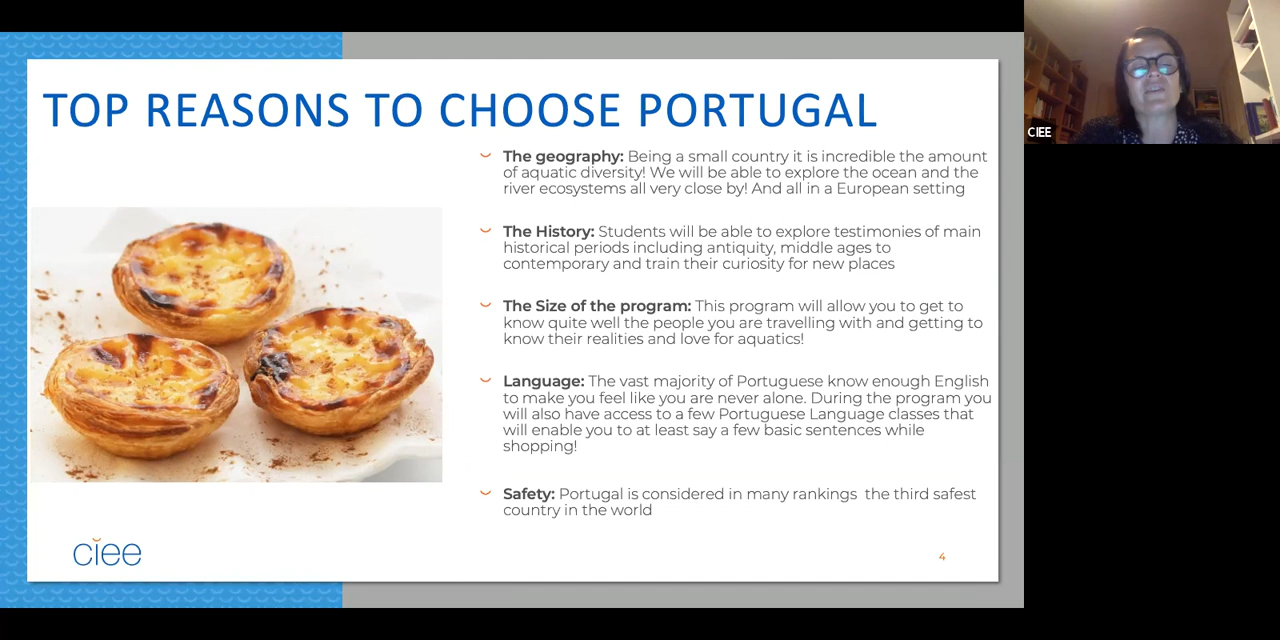 TOP REASONS TO CHOOSE PORTUGAL
The geography: Being a small country it is incredible the amount
of aquatic diversity! We will be able to explore the ocean and the
river ecosystems all very close by! And all in a European setting
The History: Students will be able to explore testimonies of main
historical periods including antiquity, middle ages to
contemporary and train their curiosity for new places
The Size of the program: This program will allow you to get to
know quite well the people you are travelling with and getting to
know their realities and love for aquatics!
Language: The vast majority of Portuguese know enough English
to make you feel like you are never alone. During the program you
will also have access to a few Portuguese Language classes that
will enable you to at least say a few basic sentences while
shopping!
Safety: Portugal is considered in many rankings  the third safest
country in the world
ciee
4
CIEE